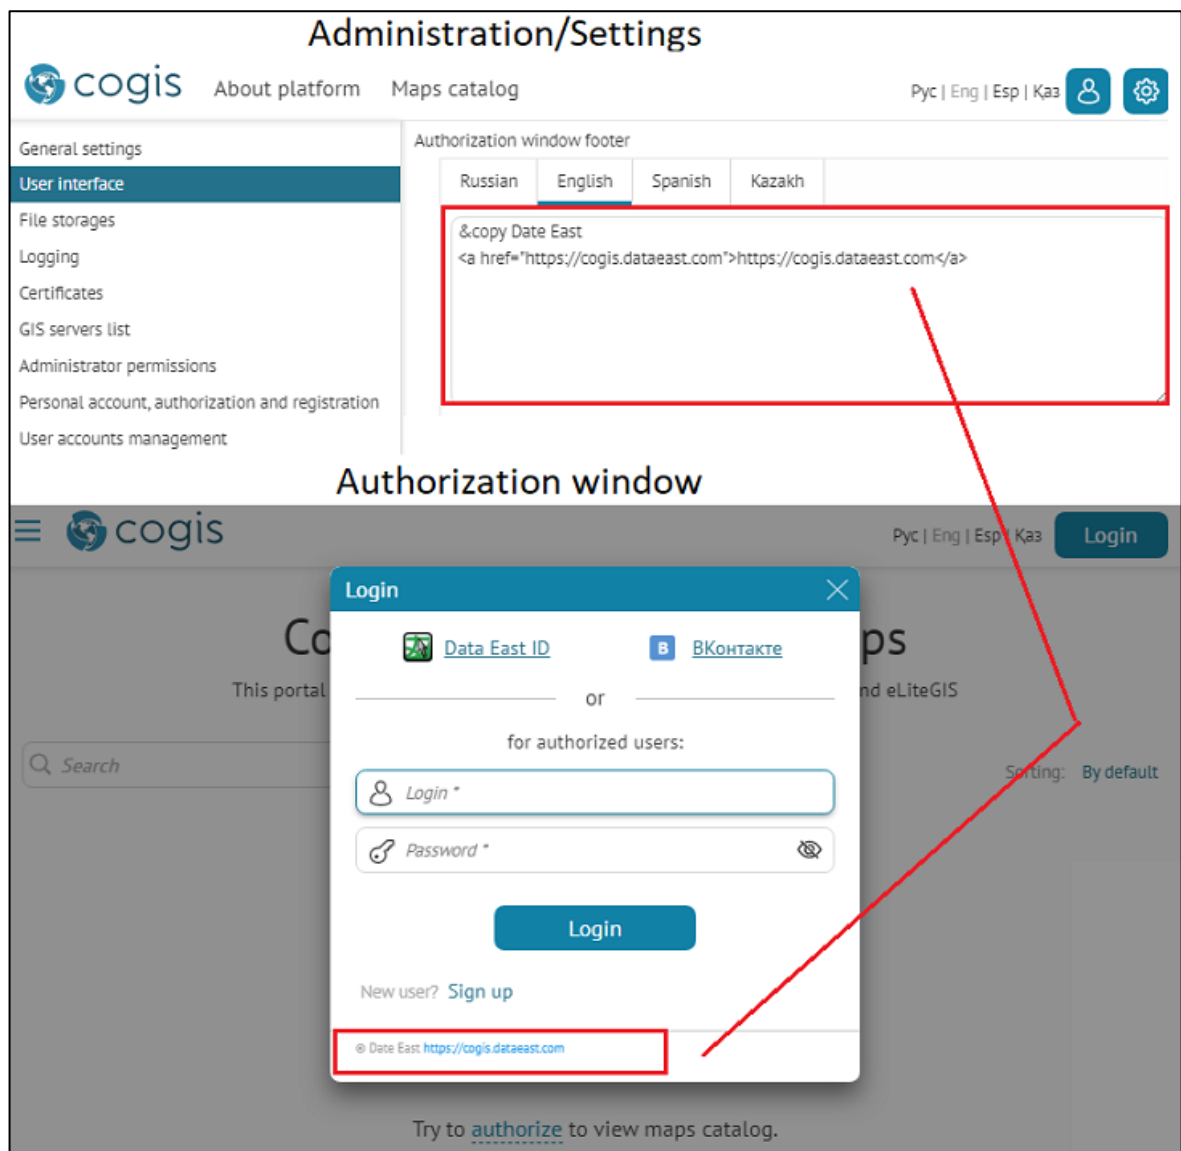 Administration/Settings
cogis About platform Maps catalog Рус | Eng | Esp | Қаз
General settings
User interface
File storages
Logging
Certificates
GIS servers list
Administrator permissions
Personal account, authorization and registration
User accounts management
Authorization window footer
Russian English Spanish Kazakh
&copy Date East
<a href="https://cogis.dataeast.com">https://cogis.dataeast.com</a>
Authorization window
cogis Рус | Eng | Esp | Қаз Login
Login
Co ps
Data East ID В ВКонтакте
This portal nd eLiteGIS
or
for authorized users:
Search
Sorting: By default
Login *
Password *
Login
New user? Sign up
© Date East https://cogis.dataeast.com
Try to authorize to view maps catalog.